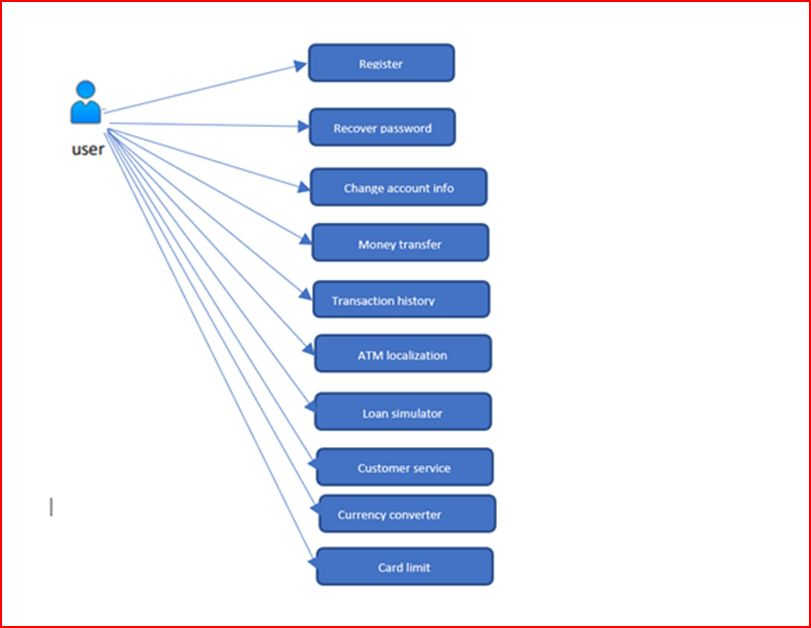 Register
Recover password
user
Change account info
Money transfer
Transaction history
ATM localization
Loan simulator
Customer service
Currency converter
Card limit